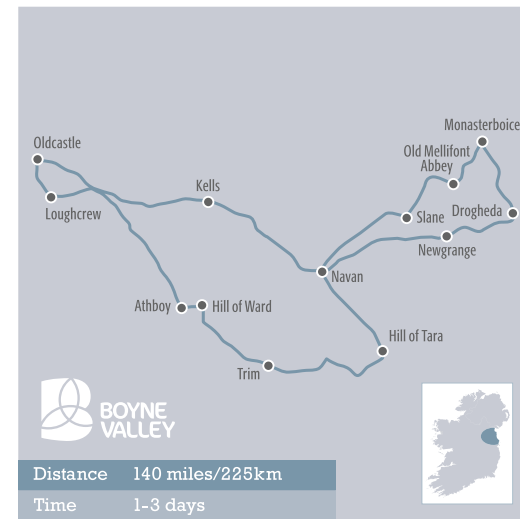 Monasterboice
Oldcastle
Old Mellifont
Abbey
Kells
Loughcrew
Slane
Drogheda
Newgrange
Navan
Athboy
Hill of Ward
Hill of Tara
Trim
BOYNE
VALLEY
Distance 140 miles/225km
Time 1-3 days